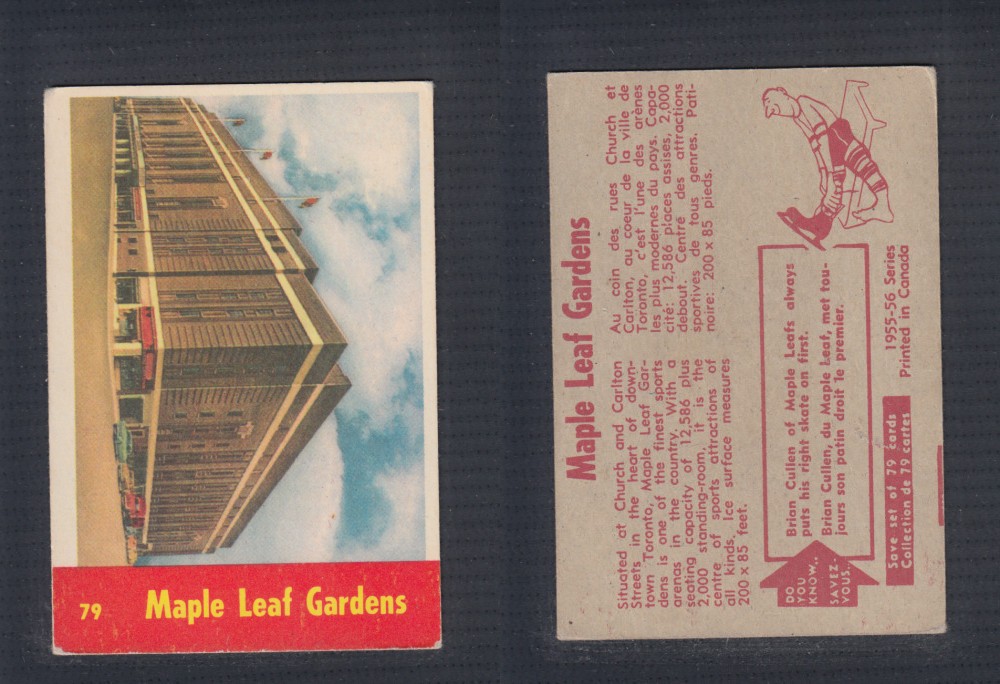 79 Maple Leaf Gardens
Maple Leaf Gardens
Situated at Church and Carlton
Streets in the heart of down-
town Toronto, Maple Leaf Gar-
dens is one of the finest sports
arenas in the country. With a
seating capacity of 12,586 plus
2,000 standing-room, it is the
centre of sports attractions of
all kinds. Ice surface measures
200 x 85 feet.
Au coin des rues Church et
Carlton, au coeur de la ville de
Toronto, c'est l'une des arènes
les plus modernes du pays. Capa-
cité: 12,586 places assises, 2,000
debout. Centre des attractions
sportives de tous genres. Pati-
noire: 200 x 85 pieds.
DO
YOU
KNOW..
SAVEZ-
VOUS..
Brian Cullen of Maple Leafs always
puts his right skate on first.
Brian Cullen, du Maple Leaf, met tou-
jours son patin droit le premier.
Save set of 79 cards
Collection de 79 cartes
1955-56 Series
Printed in Canada